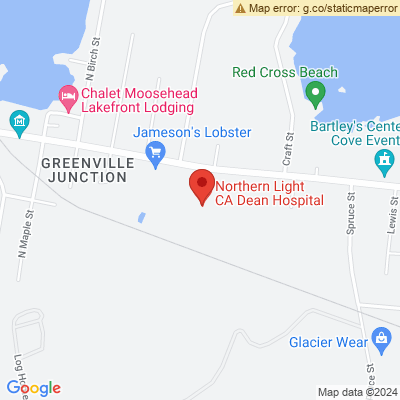 Map error: g.co/staticmaperror
N Birch St
Red Cross Beach
Chalet Moosehead
Lakefront Lodging
Jameson's Lobster
Craft St
Bartley's Cente
Cove Event
GREENVILLE
JUNCTION
Northern Light
CA Dean Hospital
N Maple St
Spruce St
Lewis St
Glacier Wear
Log Ho
Google
Map data ©2024